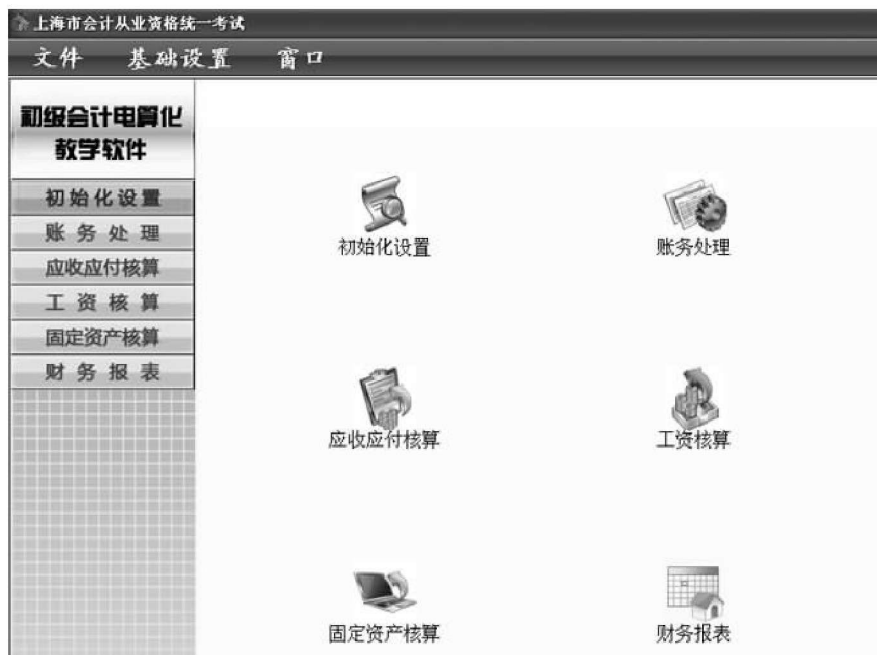 上海市会计从业资格统一考试
文件 基础设置 窗口
初级会计电算化
教学软件
初始化设置
账务处理
应收应付核算
工资核算
固定资产核算
财务报表
初始化设置 账务处理
应收应付核算 工资核算
固定资产核算 财务报表